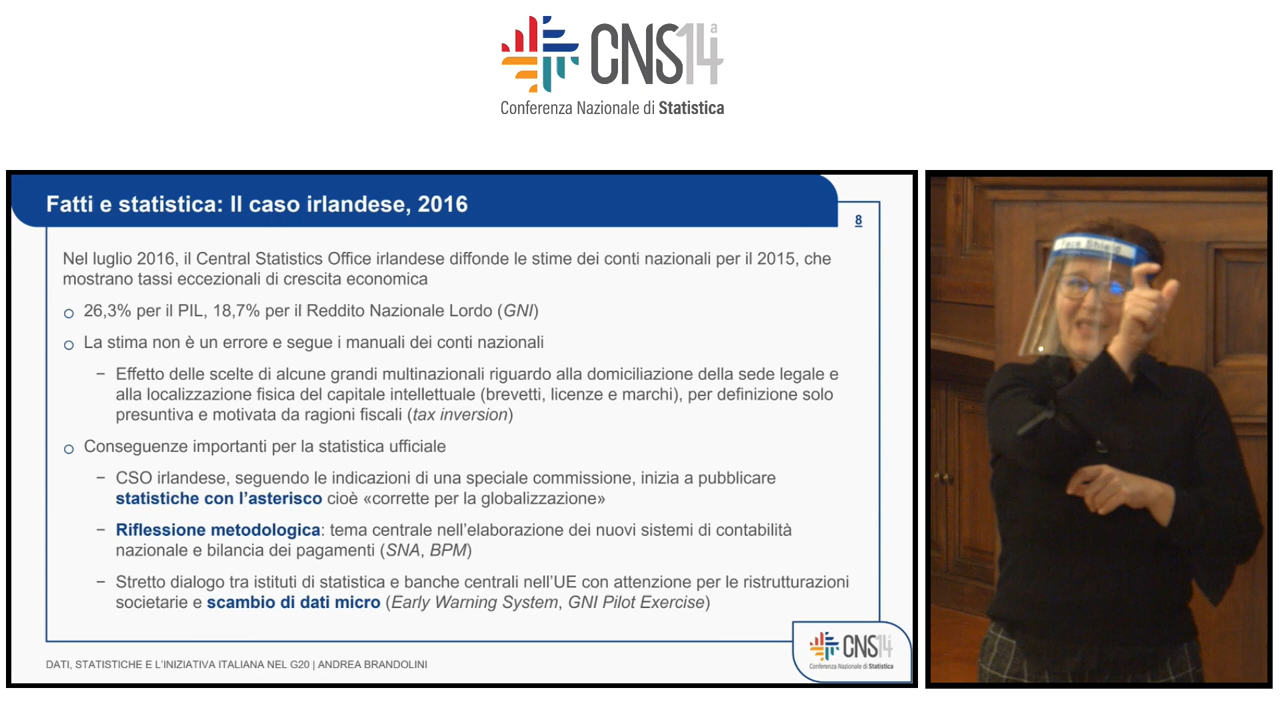 CNS14ª
Conferenza Nazionale di Statistica
Fatti e statistica: Il caso irlandese, 2016
8
Nel luglio 2016, il Central Statistics Office irlandese diffonde le stime dei conti nazionali per il 2015, che
mostrano tassi eccezionali di crescita economica
26,3% per il PIL, 18,7% per il Reddito Nazionale Lordo (GNI)
La stima non è un errore e segue i manuali dei conti nazionali
− Effetto delle scelte di alcune grandi multinazionali riguardo alla domiciliazione della sede legale e
alla localizzazione fisica del capitale intellettuale (brevetti, licenze e marchi), per definizione solo
presuntiva e motivata da ragioni fiscali (tax inversion)
Conseguenze importanti per la statistica ufficiale
− CSO irlandese, seguendo le indicazioni di una speciale commissione, inizia a pubblicare
statistiche con l'asterisco cioè «corrette per la globalizzazione»
− Riflessione metodologica: tema centrale nell'elaborazione dei nuovi sistemi di contabilità
nazionale e bilancia dei pagamenti (SNA, BPM)
− Stretto dialogo tra istituti di statistica e banche centrali nell'UE con attenzione per le ristrutturazioni
societarie e scambio di dati micro (Early Warning System, GNI Pilot Exercise)
DATI, STATISTICHE E L'INIZIATIVA ITALIANA NEL G20 | ANDREA BRANDOLINI
CNS14ª
Conferenza Nazionale di Statistica
Face Shield